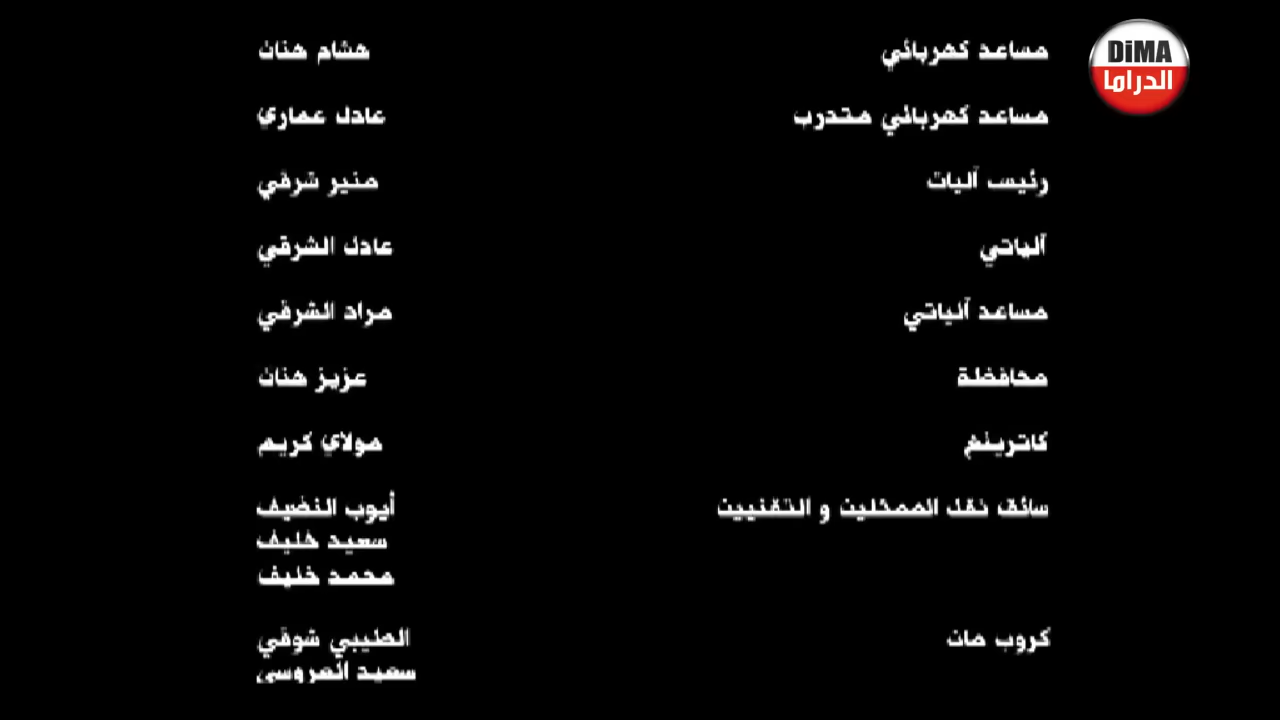 DiMA
الدراما
مساعد كهربائي هشام هنان
مساعد كهربائي متدرب عادل عماري
رئيس آليات منير شرقي
آلياتي عادل الشرقي
مساعد آلياتي مراد الشرقي
محافظة عزيز هنان
كاترينغ مولاي كريم
سائق نقل الممثلين و التقنيين أيوب النضيف
سعيد خليف
محمد خليف
كروب مان الطيبي شوقي
سعيد العروسي